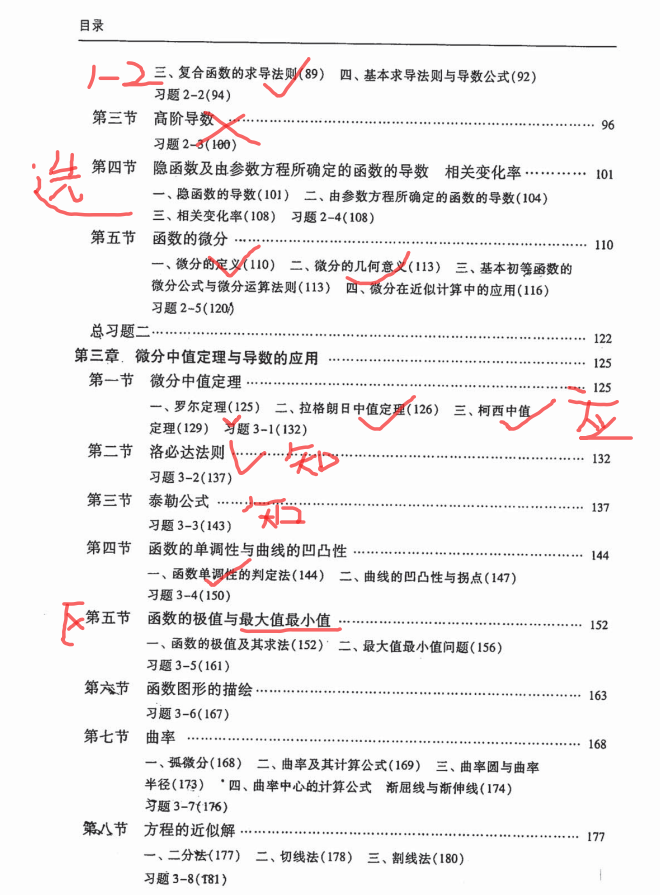 目录
1-2 三、复合函数的求导法则(89) 四、基本求导法则与导数公式(92)
习题2-2(94)
第三节 高阶导数 96
习题2-3(100)
选 第四节 隐函数及由参数方程所确定的函数的导数 相关变化率 101
一、隐函数的导数(101) 二、由参数方程所确定的函数的导数(104)
三、相关变化率(108) 习题2-4(108)
第五节 函数的微分 110
一、微分的定义(110) 二、微分的几何意义(113) 三、基本初等函数的
微分公式与微分运算法则(113) 四、微分在近似计算中的应用(116)
习题2-5(120)
总习题二 122
第三章 微分中值定理与导数的应用 125
第一节 微分中值定理 125
一、罗尔定理(125) 二、拉格朗日中值定理(126) 三、柯西中值
定理(129) 习题3-1(132)
第二节 洛必达法则 知 132
习题3-2(137)
第三节 泰勒公式 137
习题3-3(143) 知
第四节 函数的单调性与曲线的凹凸性 144
一、函数单调性的判定法(144) 二、曲线的凹凸性与拐点(147)
习题3-4(150)
第五节 函数的极值与最大值最小值 152
一、函数的极值及其求法(152) 二、最大值最小值问题(156)
习题3-5(161)
第六节 函数图形的描绘 163
习题3-6(167)
第七节 曲率 168
一、弧微分(168) 二、曲率及其计算公式(169) 三、曲率圆与曲率
半径(173) *四、曲率中心的计算公式 渐屈线与渐伸线(174)
习题3-7(176)
第八节 方程的近似解 177
一、二分法(177) 二、切线法(178) 三、割线法(180)
习题3-8(181)